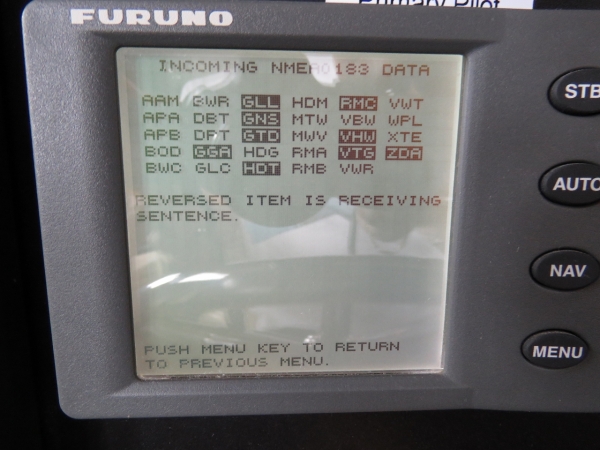 Primary Pilot
FURUNO
INCOMING NMEA0183 DATA
AAM BWR GLL HDM RMC VWT
APA DBT GNS MTW VBW WPL
APB DPT GTD MWV VHW XTE
BOD GGA HDG RMA VTG ZDA
BWC GLC HDT RMB VWR
REVERSED ITEM IS RECEIVING
SENTENCE.
PUSH MENU KEY TO RETURN
TO PREVIOUS MENU.
STB
AUTO
NAV
MENU